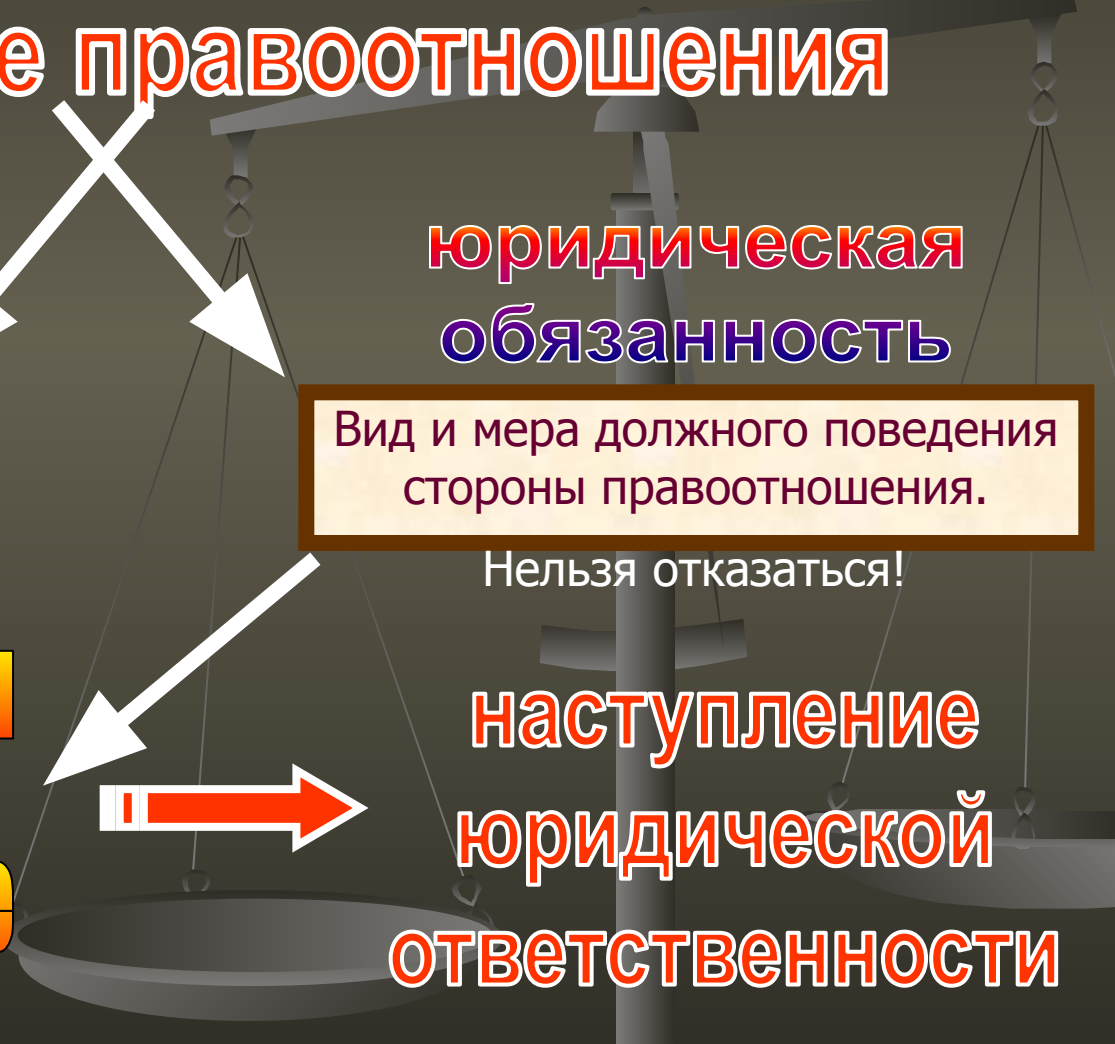 е правоотношения
юридическая
обязанность
Вид и мера должного поведения
стороны правоотношения.
Нельзя отказаться!
наступление
юридической
ответственности